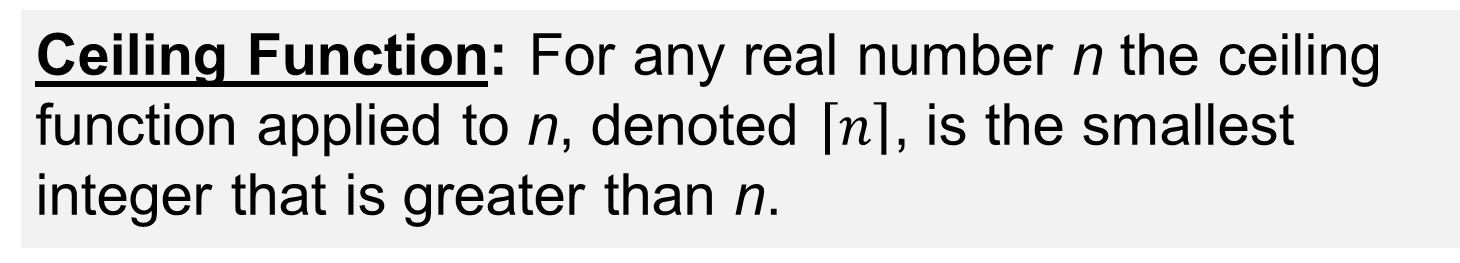 Ceiling Function: For any real number n the ceiling
function applied to n, denoted ⌈n⌉, is the smallest
integer that is greater than n.